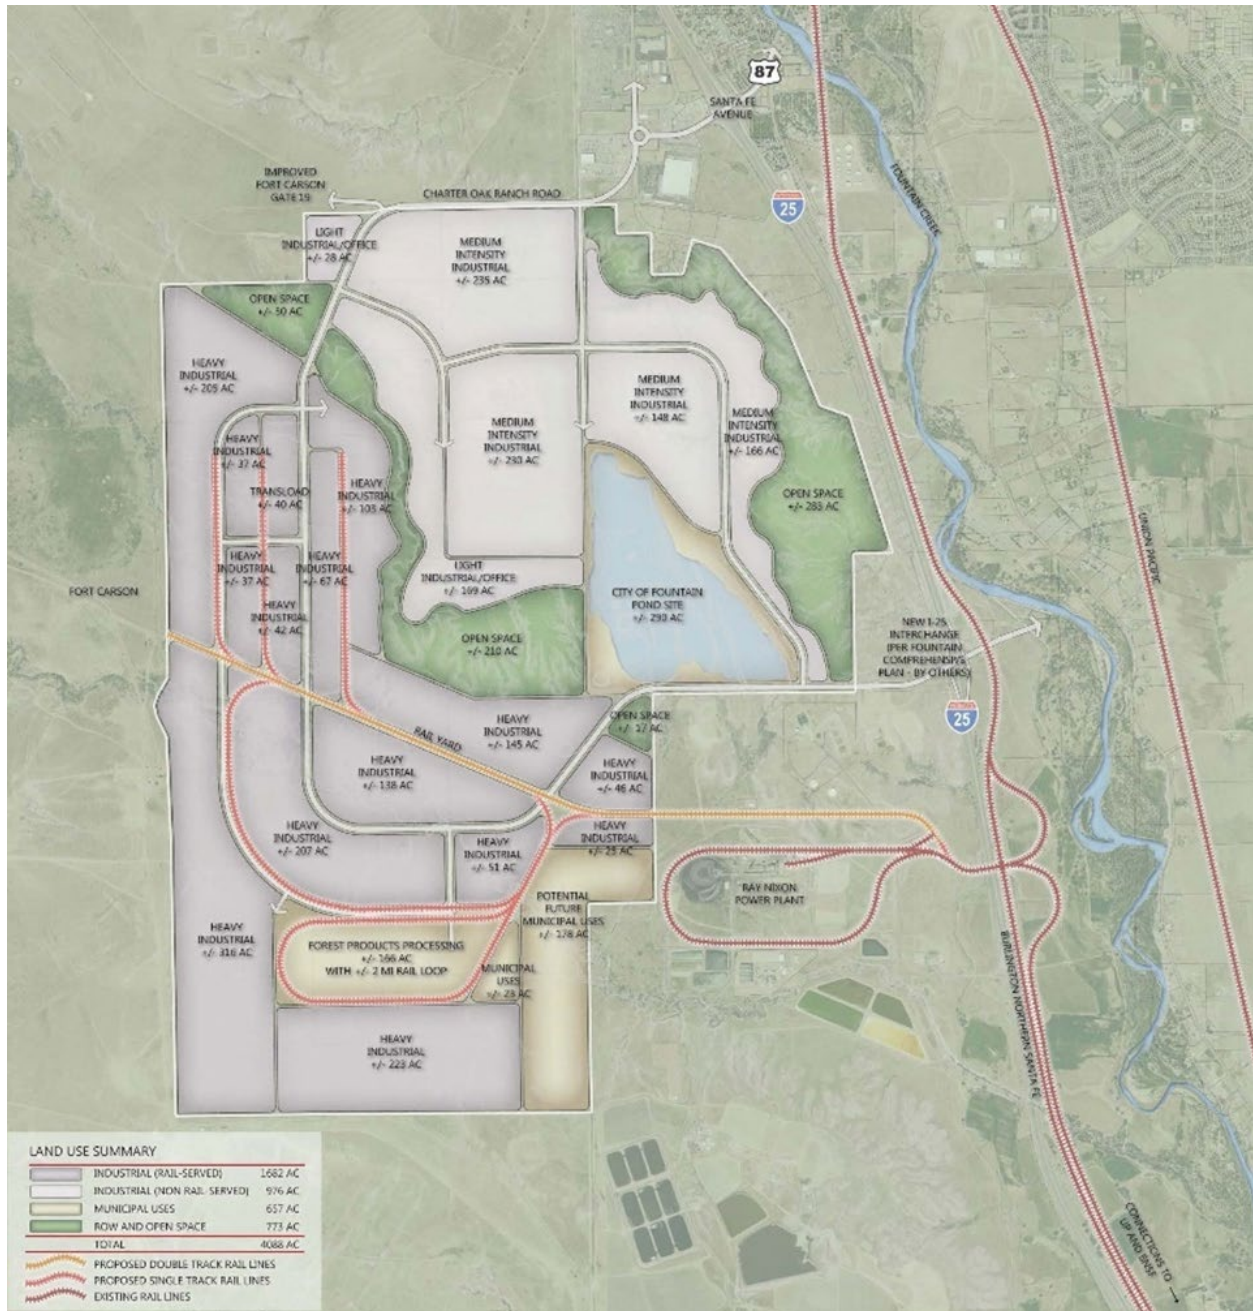 87
SANTA FE
AVENUE
IMPROVED
FORT CARSON
GATE 19
CHARTER OAK RANCH ROAD
25
FOUNTAIN CREEK
LIGHT
INDUSTRIAL/OFFICE
+/- 28 AC
MEDIUM
INTENSITY
INDUSTRIAL
+/- 235 AC
OPEN SPACE
+/- 50 AC
HEAVY
INDUSTRIAL
+/- 205 AC
MEDIUM
INTENSITY
INDUSTRIAL
+/- 148 AC
MEDIUM
INTENSITY
INDUSTRIAL
+/- 166 AC
MEDIUM
INTENSITY
INDUSTRIAL
+/- 230 AC
HEAVY
INDUSTRIAL
+/- 37 AC
TRANSLOAD
+/- 40 AC
HEAVY
INDUSTRIAL
+/- 103 AC
OPEN SPACE
+/- 285 AC
UNION PACIFIC
HEAVY
INDUSTRIAL
+/- 37 AC
HEAVY
INDUSTRIAL
+/- 67 AC
LIGHT
INDUSTRIAL/OFFICE
+/- 169 AC
FORT CARSON
CITY OF FOUNTAIN
POND SITE
+/- 290 AC
HEAVY
INDUSTRIAL
+/- 42 AC
OPEN SPACE
+/- 210 AC
NEW I-25
INTERCHANGE
(PER FOUNTAIN
COMPREHENSIVE
PLAN - BY OTHERS)
25
OPEN SPACE
+/- 17 AC
HEAVY
INDUSTRIAL
+/- 145 AC
RAIL YARD
HEAVY
INDUSTRIAL
+/- 138 AC
HEAVY
INDUSTRIAL
+/- 46 AC
HEAVY
INDUSTRIAL
+/- 207 AC
HEAVY
INDUSTRIAL
+/- 51 AC
HEAVY
INDUSTRIAL
+/- 25 AC
RAY NIXON
POWER PLANT
POTENTIAL
FUTURE
MUNICIPAL USES
+/- 178 AC
HEAVY
INDUSTRIAL
+/- 316 AC
FOREST PRODUCTS PROCESSING
+/- 166 AC
WITH +/- 2 MI RAIL LOOP
MUNICIPAL
USES
+/- 23 AC
BURLINGTON NORTHERN SANTA FE
HEAVY
INDUSTRIAL
+/- 223 AC
LAND USE SUMMARY
INDUSTRIAL (RAIL-SERVED) 1682 AC
INDUSTRIAL (NON RAIL-SERVED) 976 AC
MUNICIPAL USES 657 AC
ROW AND OPEN SPACE 773 AC
TOTAL 4088 AC
PROPOSED DOUBLE TRACK RAIL LINES
PROPOSED SINGLE TRACK RAIL LINES
EXISTING RAIL LINES
CONNECTIONS TO
UP AND BNSF